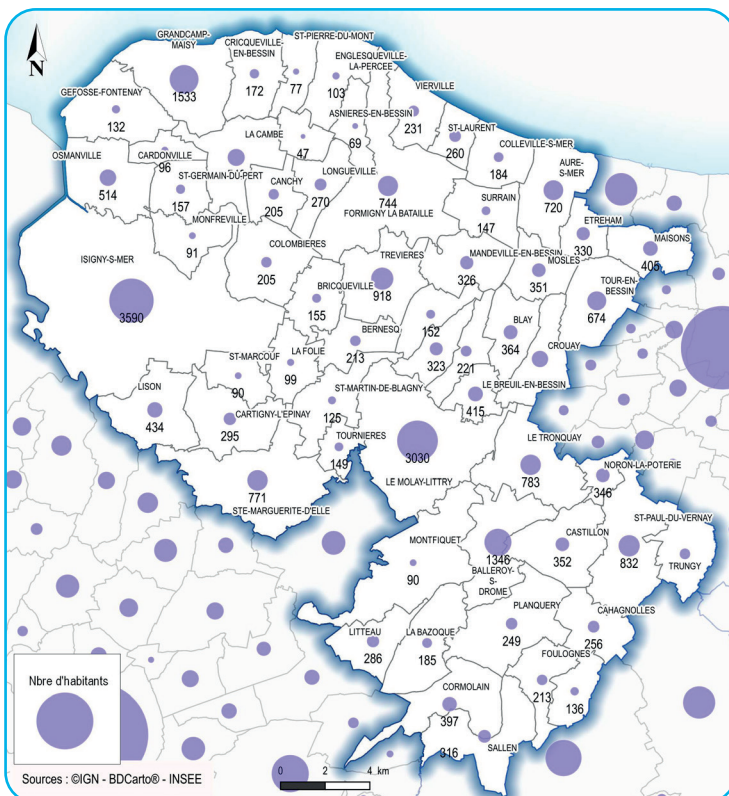 GRANDCAMP-
MAISY
1533
CRICQUEVILLE-
EN-BESSIN
172
ST-PIERRE-DU-MONT
77
ENGLESQUEVILLE-
LA-PERCEE
103
N
GEFOSSE-FONTENAY
132
VIERVILLE
231
ASNIERES-EN-BESSIN
69
LA CAMBE
47
ST-LAURENT
260
COLLEVILLE-S-MER
184
AURE-
S-MER
720
OSMANVILLE
514
CARDONVILLE
96
ST-GERMAIN-DU-PERT
157
CANCHY
205
LONGUEVILLE
270
744
FORMIGNY LA BATAILLE
SURRAIN
147
ETREHAM
330
MAISONS
405
MONFREVILLE
91
ISIGNY-S-MER
3590
COLOMBIERES
205
TREVIERES
918
MANDEVILLE-EN-BESSIN
326
MOSLES
351
TOUR-EN-
BESSIN
674
BRICQUEVILLE
155
BERNESQ
213
152
323
221
BLAY
364
CROUAY
LE BREUIL-EN-BESSIN
415
ST-MARCOUF
90
LA FOLIE
99
LISON
434
CARTIGNY-L'EPINAY
295
ST-MARTIN-DE-BLAGNY
125
TOURNIERES
149
3030
LE MOLAY-LITTRY
LE TRONQUAY
783
NORON-LA-POTERIE
346
771
STE-MARGUERITE-D'ELLE
MONTFIQUET
90
1346
BALLEROY-
S-
DROME
CASTILLON
352
ST-PAUL-DU-VERNAY
832
TRUNGY
LITTEAU
286
LA BAZOQUE
185
PLANQUERY
249
CAHAGNOLLES
256
FOULOGNES
213
136
CORMOLAIN
397
316
SALLEN
Nbre d'habitants
Sources : ©IGN - BDCarto® - INSEE
0 2 4 km